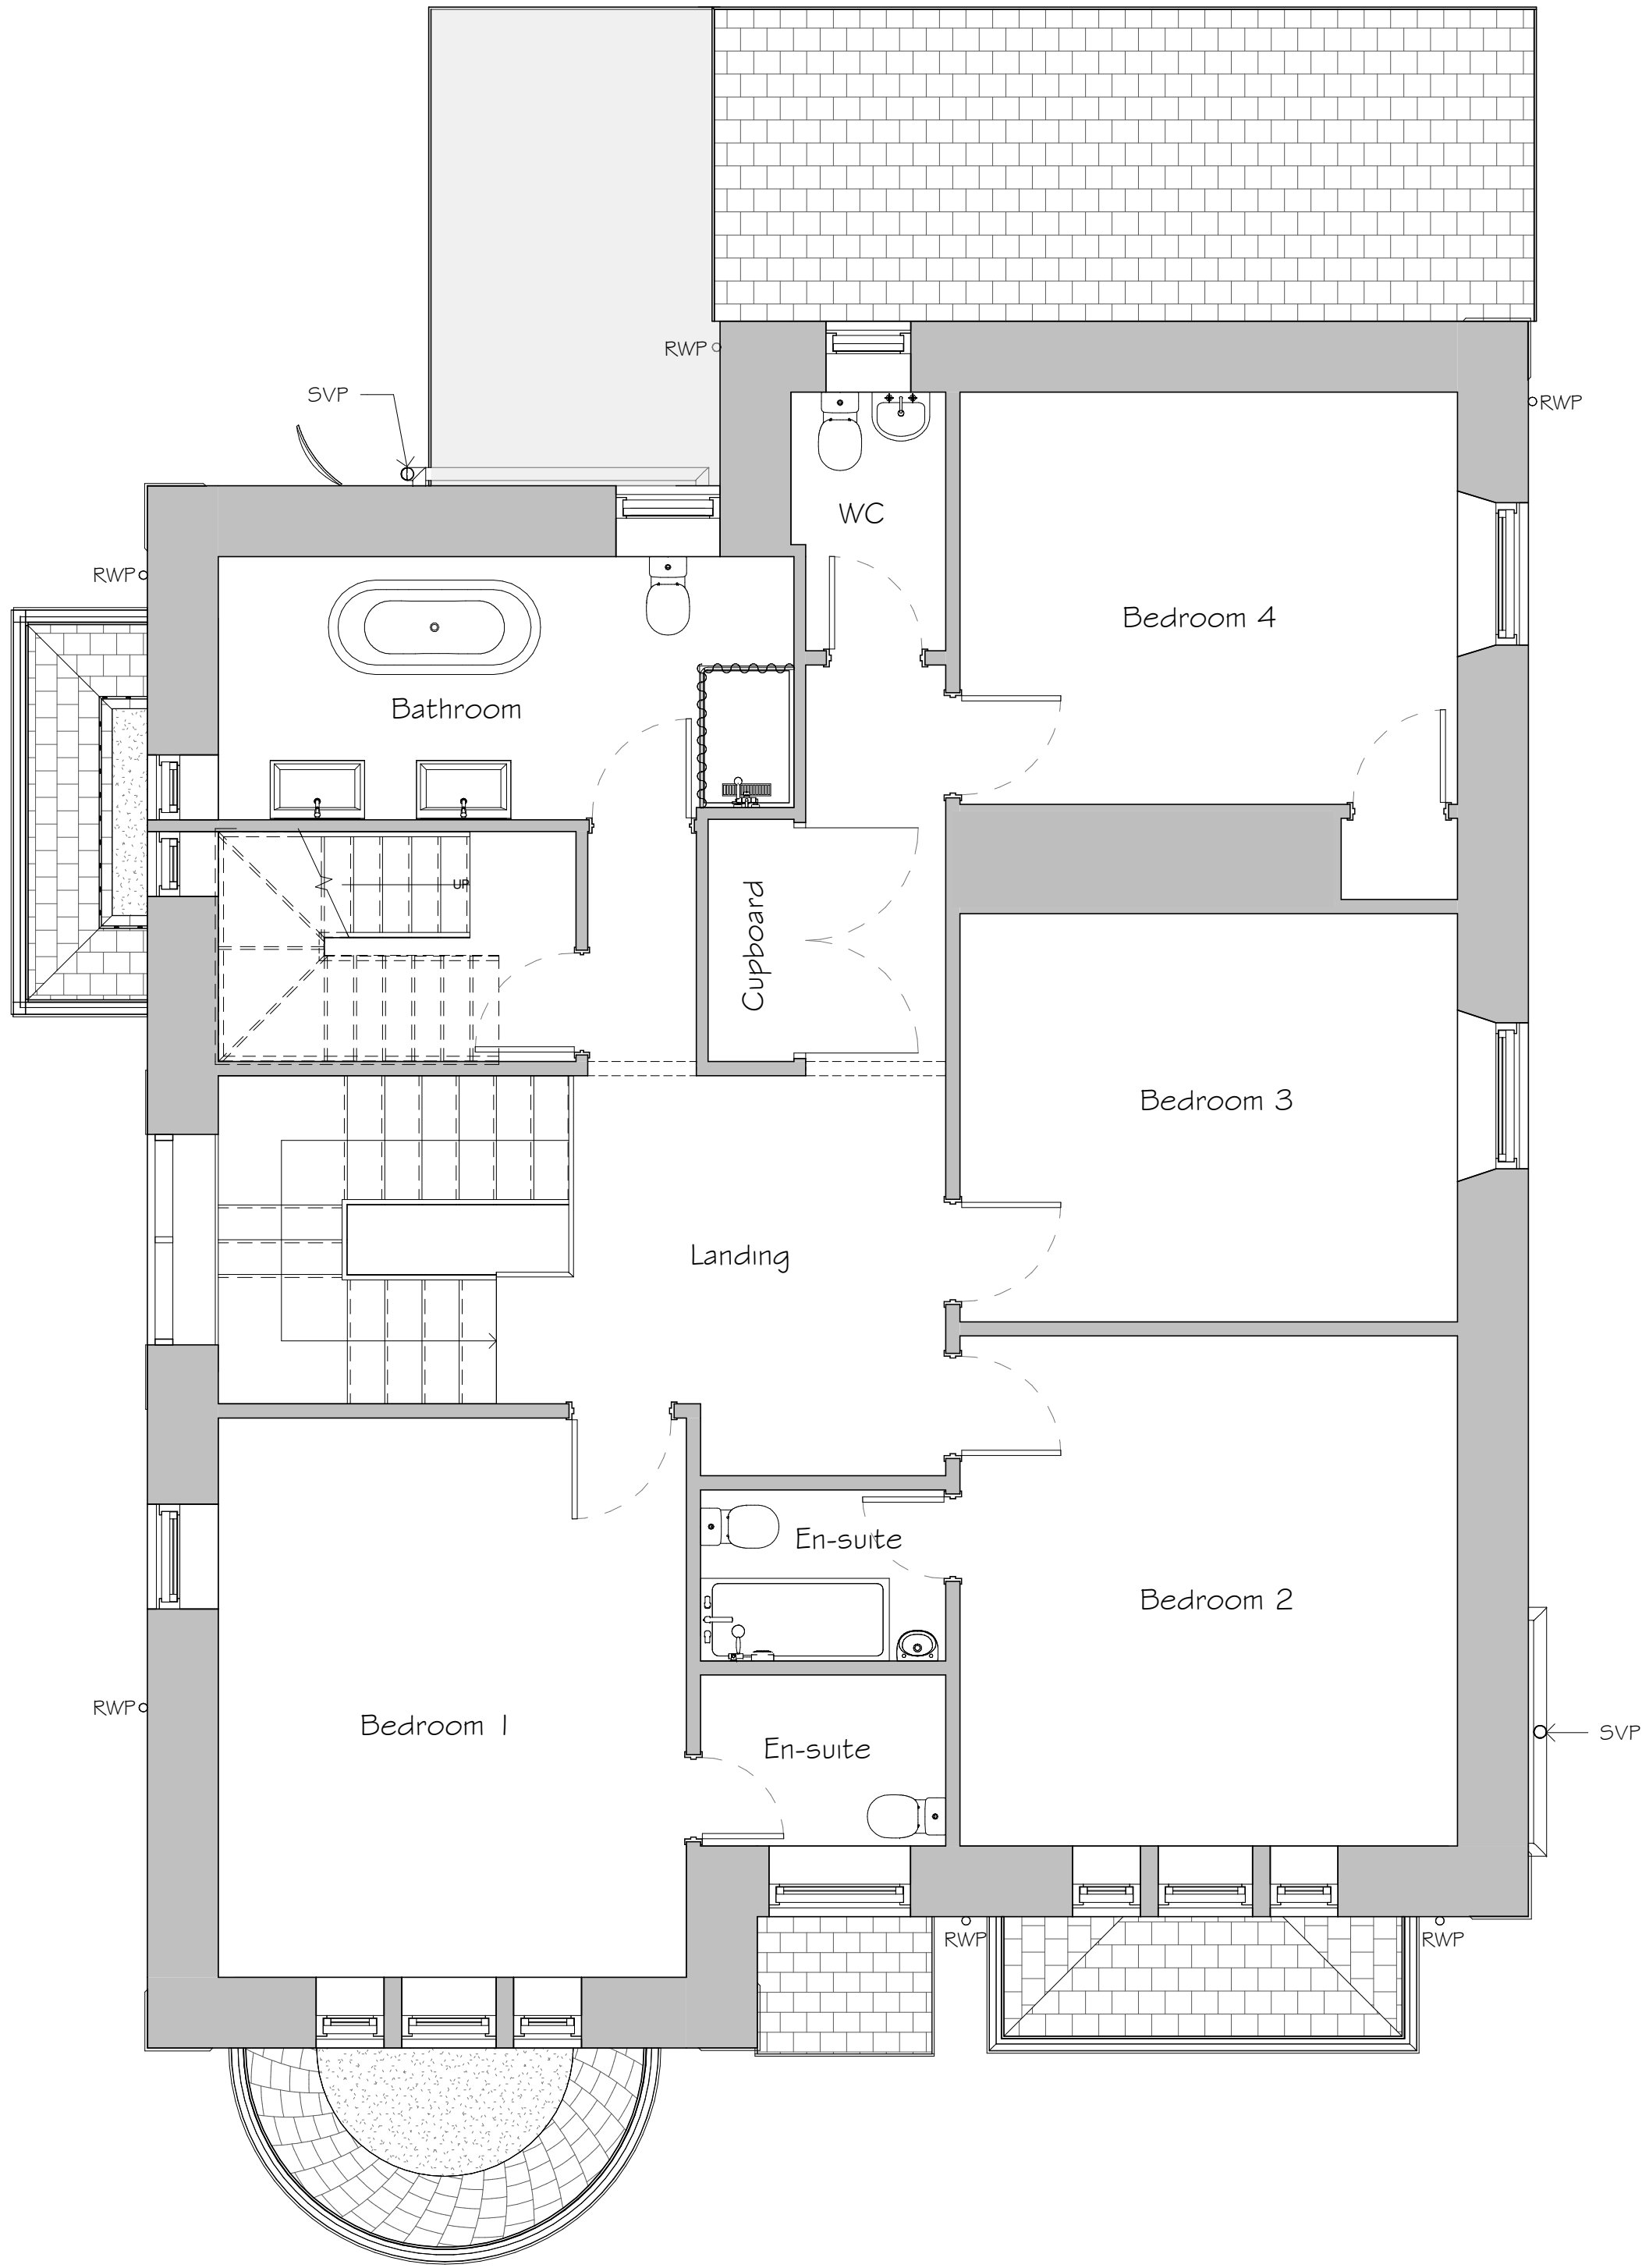 RWP
SVP
RWP
WC
RWP
Bedroom 4
Bathroom
UP
Cupboard
Bedroom 3
Landing
En-suite
Bedroom 2
RWP
Bedroom 1
SVP
En-suite
RWP
RWP